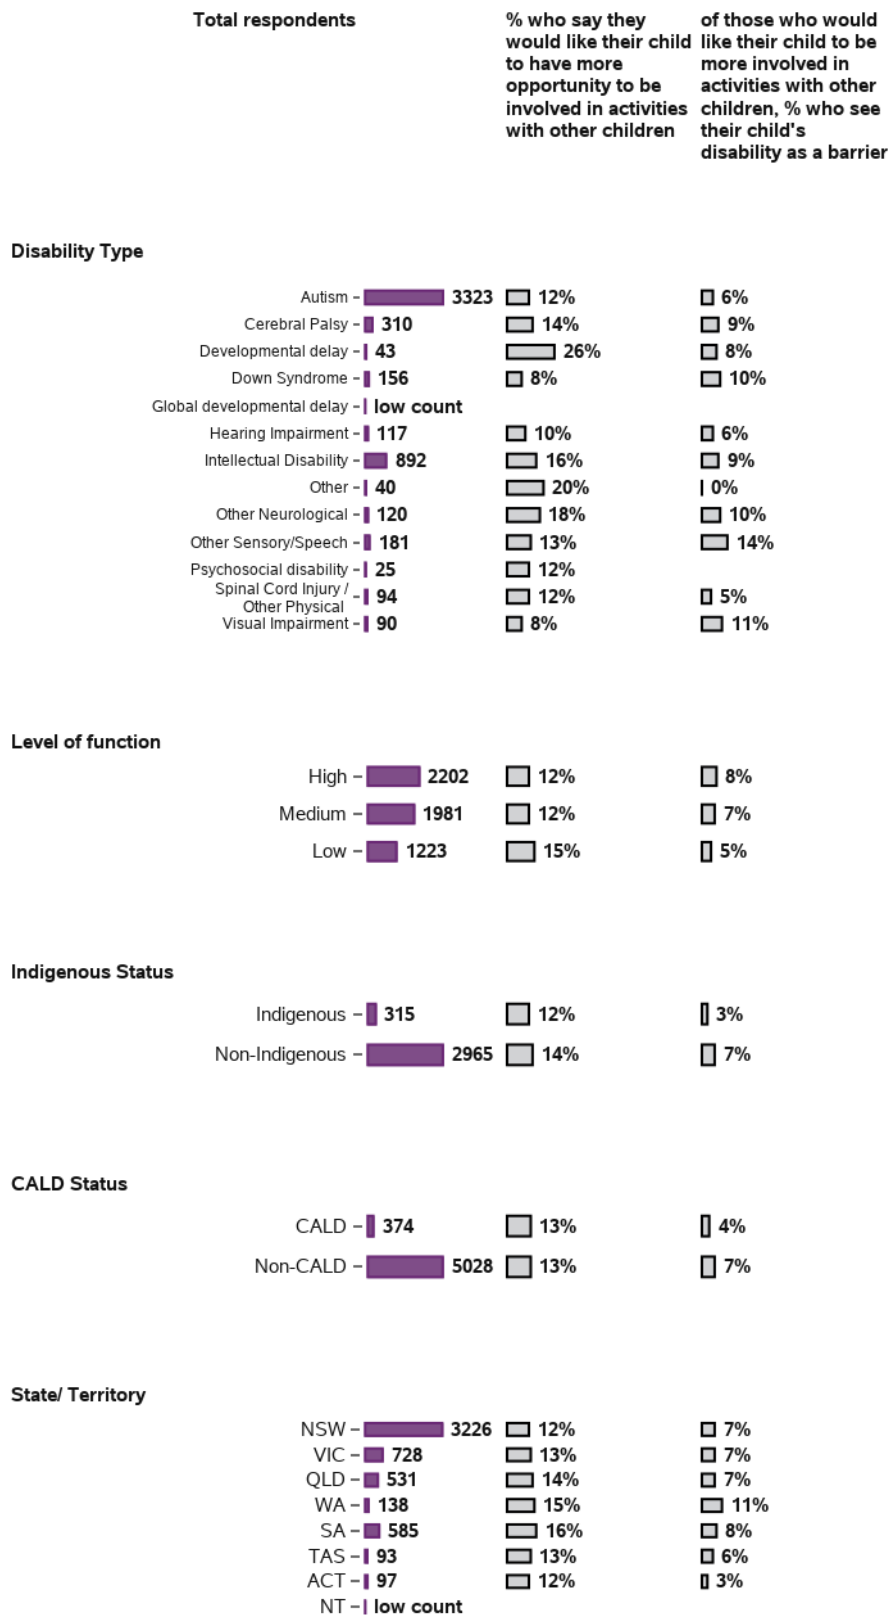 Total respondents
% who say they
would like their child
to have more
opportunity to be
involved in activities
with other children
of those who would
like their child to be
more involved in
activities with other
children, % who see
their child's
disability as a barrier
Disability Type
Autism 3323 12% 6%
Cerebral Palsy 310 14% 9%
Developmental delay 43 26% 8%
Down Syndrome 156 8% 10%
Global developmental delay low count
Hearing Impairment 117 10% 6%
Intellectual Disability 892 16% 9%
Other 40 20% 0%
Other Neurological 120 18% 10%
Other Sensory/Speech 181 13% 14%
Psychosocial disability 25 12%
Spinal Cord Injury /
Other Physical 94 12% 5%
Visual Impairment 90 8% 11%
Level of function
High 2202 12% 8%
Medium 1981 12% 7%
Low 1223 15% 5%
Indigenous Status
Indigenous 315 12% 3%
Non-Indigenous 2965 14% 7%
CALD Status
CALD 374 13% 4%
Non-CALD 5028 13% 7%
State/ Territory
NSW 3226 12% 7%
VIC 728 13% 7%
QLD 531 14% 7%
WA 138 15% 11%
SA 585 16% 8%
TAS 93 13% 6%
ACT 97 12% 3%
NT low count